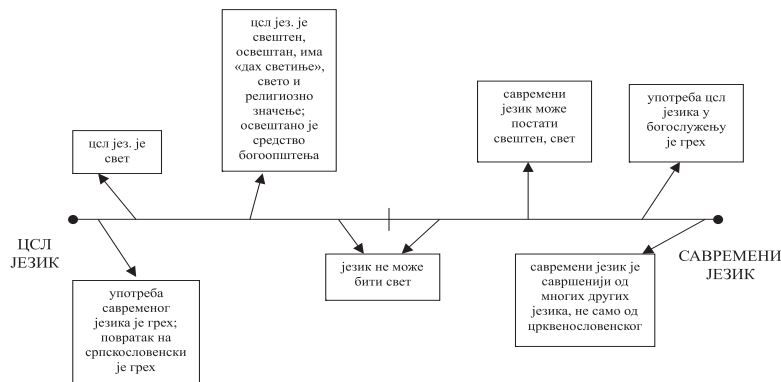 цсл јез. је
свет
цсл јез. је
свештен,
освештан, има
«дах светиње»,
свето и
религиозно
значење;
освештано је
средство
богоопштења
савремени
језик може
постати
свештен, свет
употреба цсл
језика у
богослужењу
је грех
ЦСЛ
ЈЕЗИК
САВРЕМЕНИ
ЈЕЗИК
употреба
савременог
језика је грех;
повратак на
српскословенски
је грех
језик не може
бити свет
савремени језик је
савршенији од
многих других
језика, не само од
црквенословенског